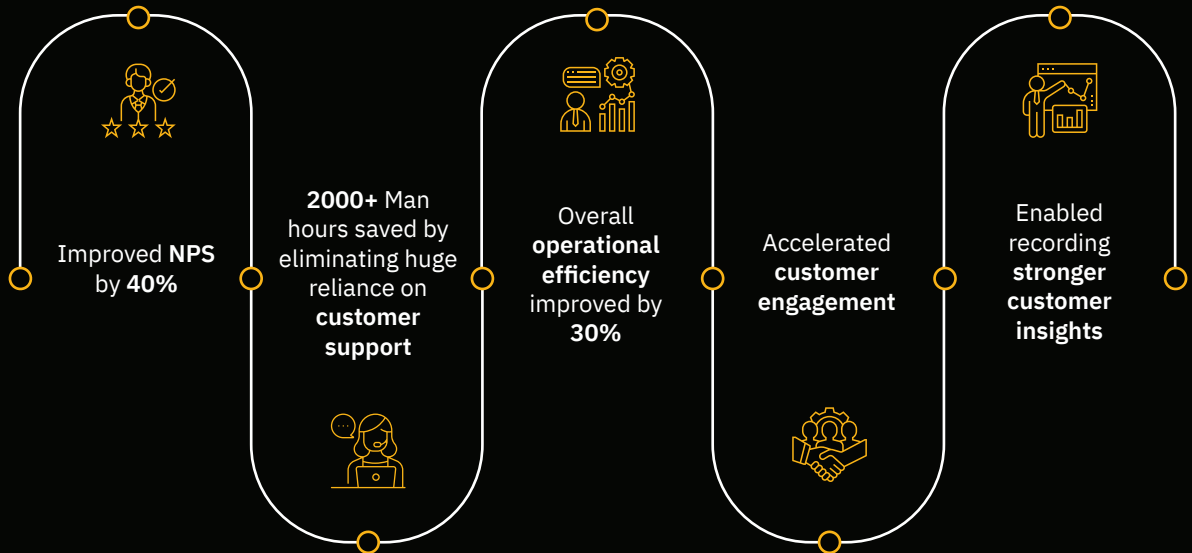 Improved NPS
by 40%
2000+ Man
hours saved by
eliminating huge
reliance on
customer
support
Overall
operational
efficiency
improved by
30%
Accelerated
customer
engagement
Enabled
recording
stronger
customer
insights